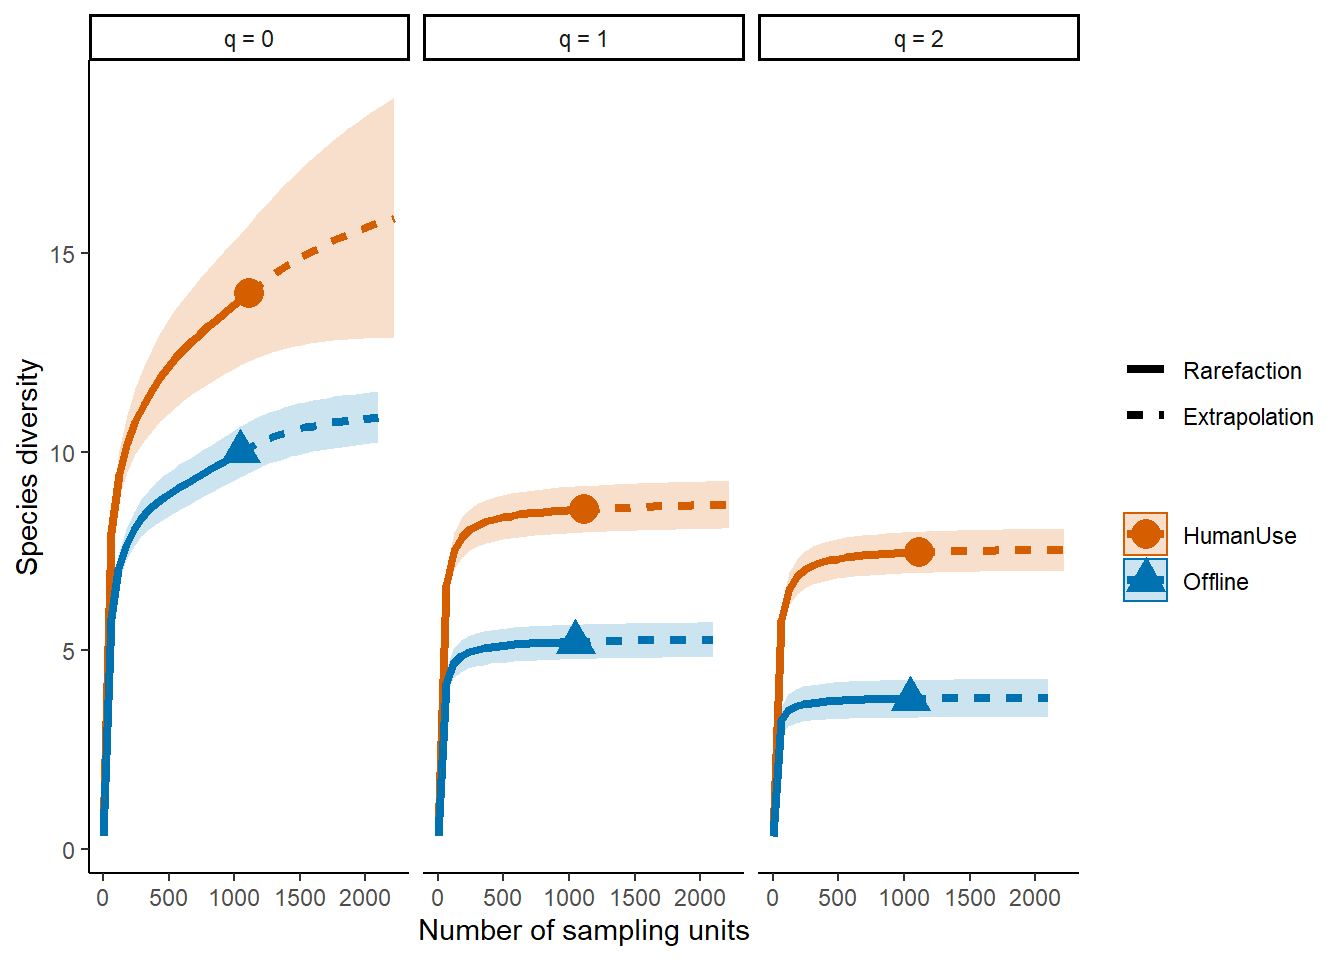 q = 0
q = 1
q = 2
Species diversity
15
10
5
0
0 500 1000 1500 2000
0 500 1000 1500 2000
0 500 1000 1500 2000
Number of sampling units
Rarefaction
Extrapolation
HumanUse
Offline